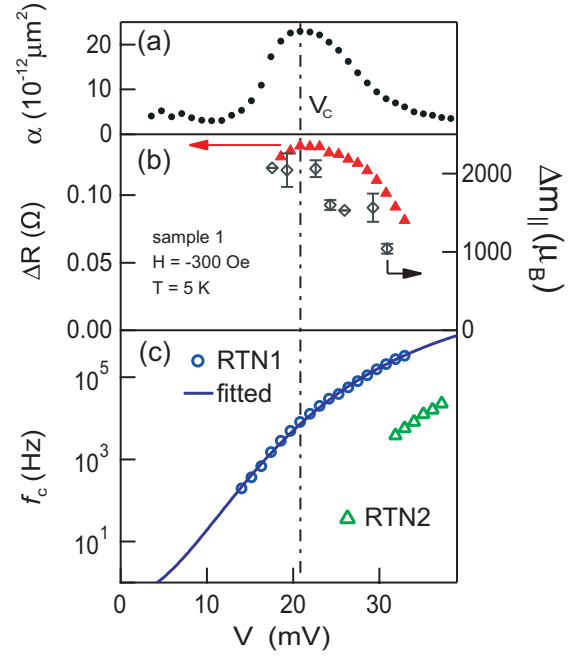 (a)
20
10
0
α (10⁻¹²μm²)
V_C
(b)
0.10
0.05
0.00
ΔR (Ω)
sample 1
H = -300 Oe
T = 5 K
2000
1000
0
Δm_||(μ_B)
(c)
RTN1
fitted
RTN2
10⁵
10³
10¹
f_c (Hz)
0
10
20
30
V (mV)